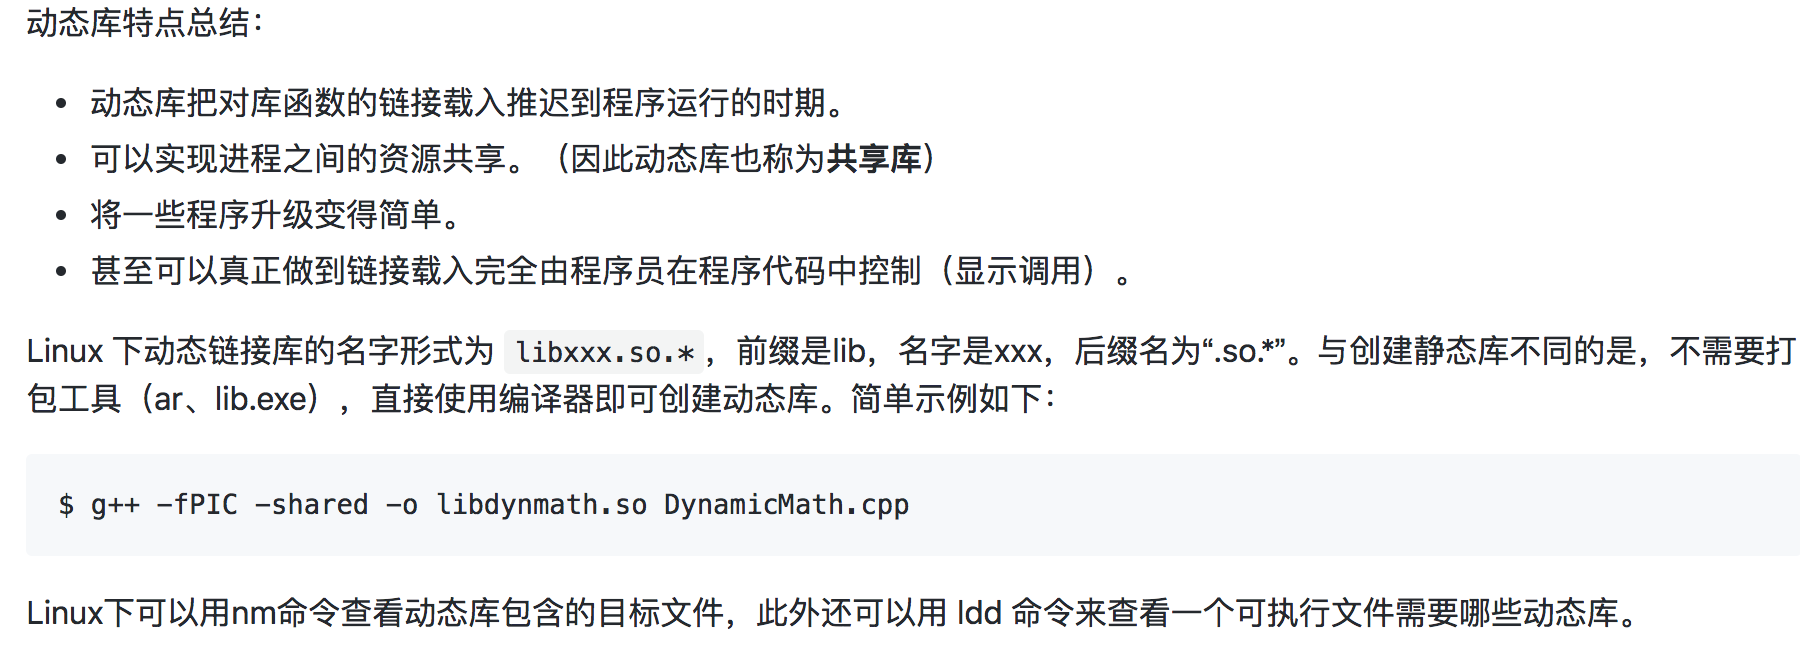 动态库特点总结：
• 动态库把对库函数的链接载入推迟到程序运行的时期。
• 可以实现进程之间的资源共享。（因此动态库也称为共享库）
• 将一些程序升级变得简单。
• 甚至可以真正做到链接载入完全由程序员在程序代码中控制（显示调用）。
Linux 下动态链接库的名字形式为 libxxx.so.*，前缀是lib，名字是xxx，后缀名为“.so.*”。与创建静态库不同的是，不需要打
包工具（ar、lib.exe），直接使用编译器即可创建动态库。简单示例如下：
$ g++ -fPIC -shared -o libdynmath.so DynamicMath.cpp
Linux下可以用nm命令查看动态库包含的目标文件，此外还可以用 ldd 命令来查看一个可执行文件需要哪些动态库。